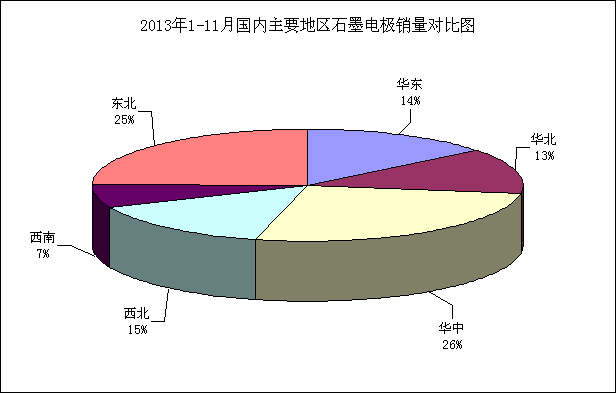 2013年1-11月国内主要地区石墨电极销量对比图
华东
14%
华北
13%
华中
26%
西北
15%
西南
7%
东北
25%